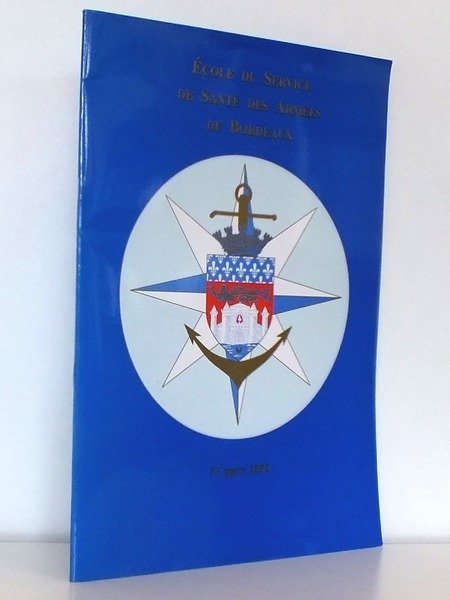 École du Service
de Santé des Armées
de Bordeaux